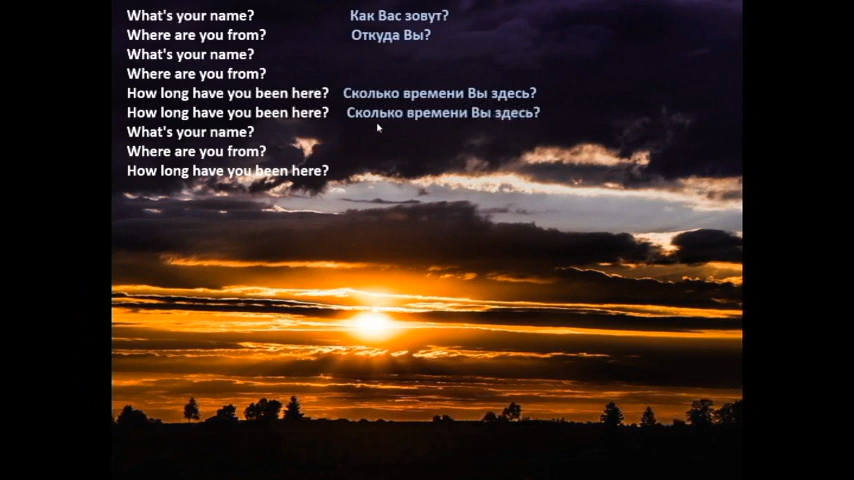 What's your name? Как Вас зовут?
Where are you from? Откуда Вы?
What's your name?
Where are you from?
How long have you been here? Сколько времени Вы здесь?
How long have you been here? Сколько времени Вы здесь?
What's your name?
Where are you from?
How long have you been here?